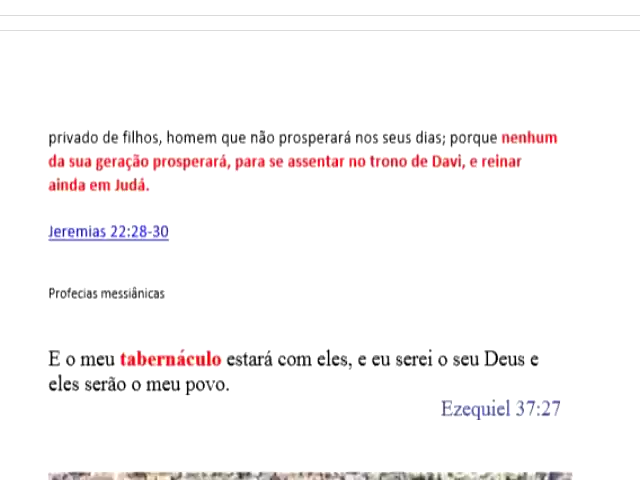 privado de filhos, homem que não prosperará nos seus dias; porque nenhum
da sua geração prosperará, para se assentar no trono de Davi, e reinar
ainda em Judá.
Jeremias 22:28-30
Profecias messiânicas
E o meu tabernáculo estará com eles, e eu serei o seu Deus e
eles serão o meu povo.
Ezequiel 37:27